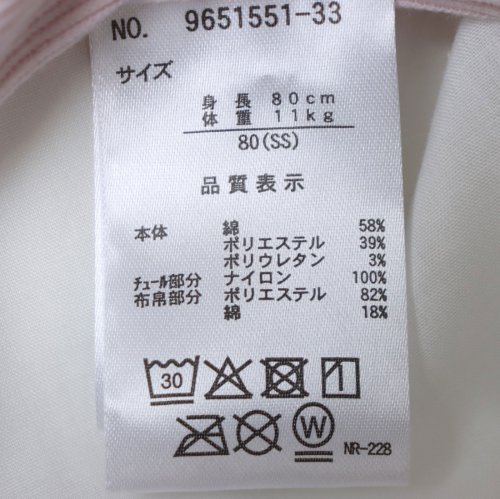 NO. 9651551-33
サイズ
身長 80cm
体重 11kg
80(SS)
品質表示
本体 綿 58%
ポリエステル 39%
ポリウレタン 3%
チュール部分 ナイロン 100%
布帛部分 ポリエステル 82%
綿 18%
30
W
NR-228